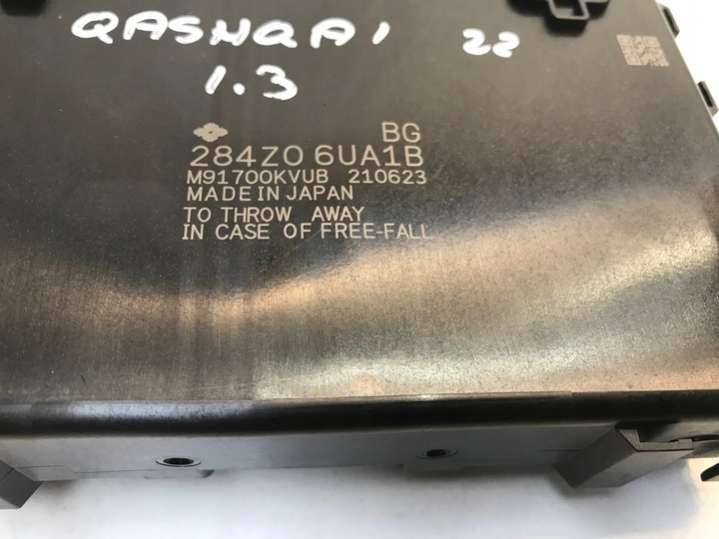 QASHQAI 22
1.3
BG
284Z0 6UA1B
M91700KVUB 210623
MADE IN JAPAN
TO THROW AWAY
IN CASE OF FREE-FALL